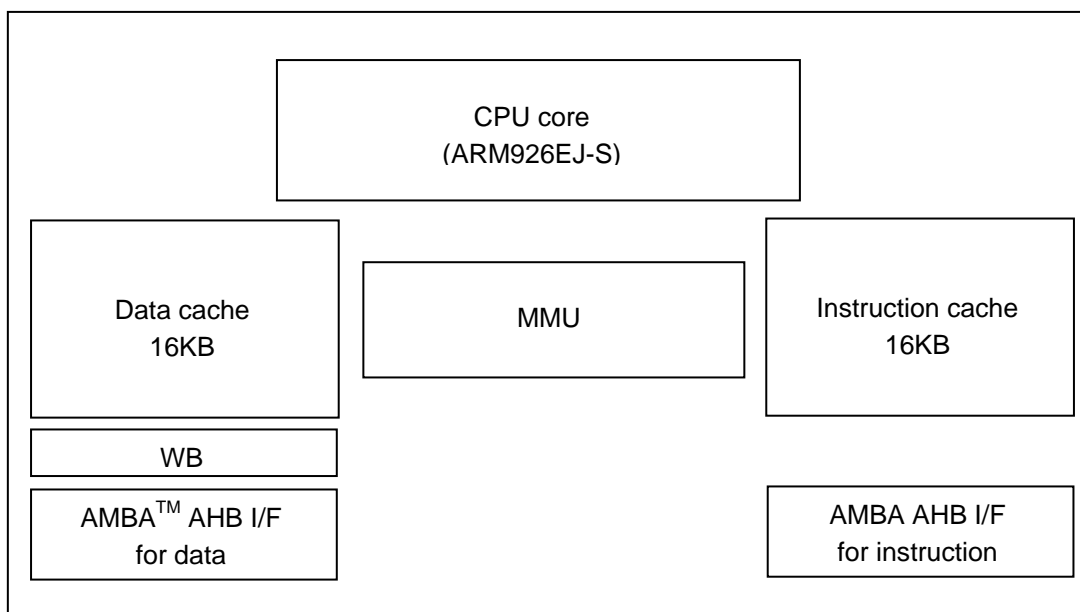 CPU core
(ARM926EJ-S)
Data cache
16KB
MMU
Instruction cache
16KB
WB
AMBA™ AHB I/F
for data
AMBA AHB I/F
for instruction